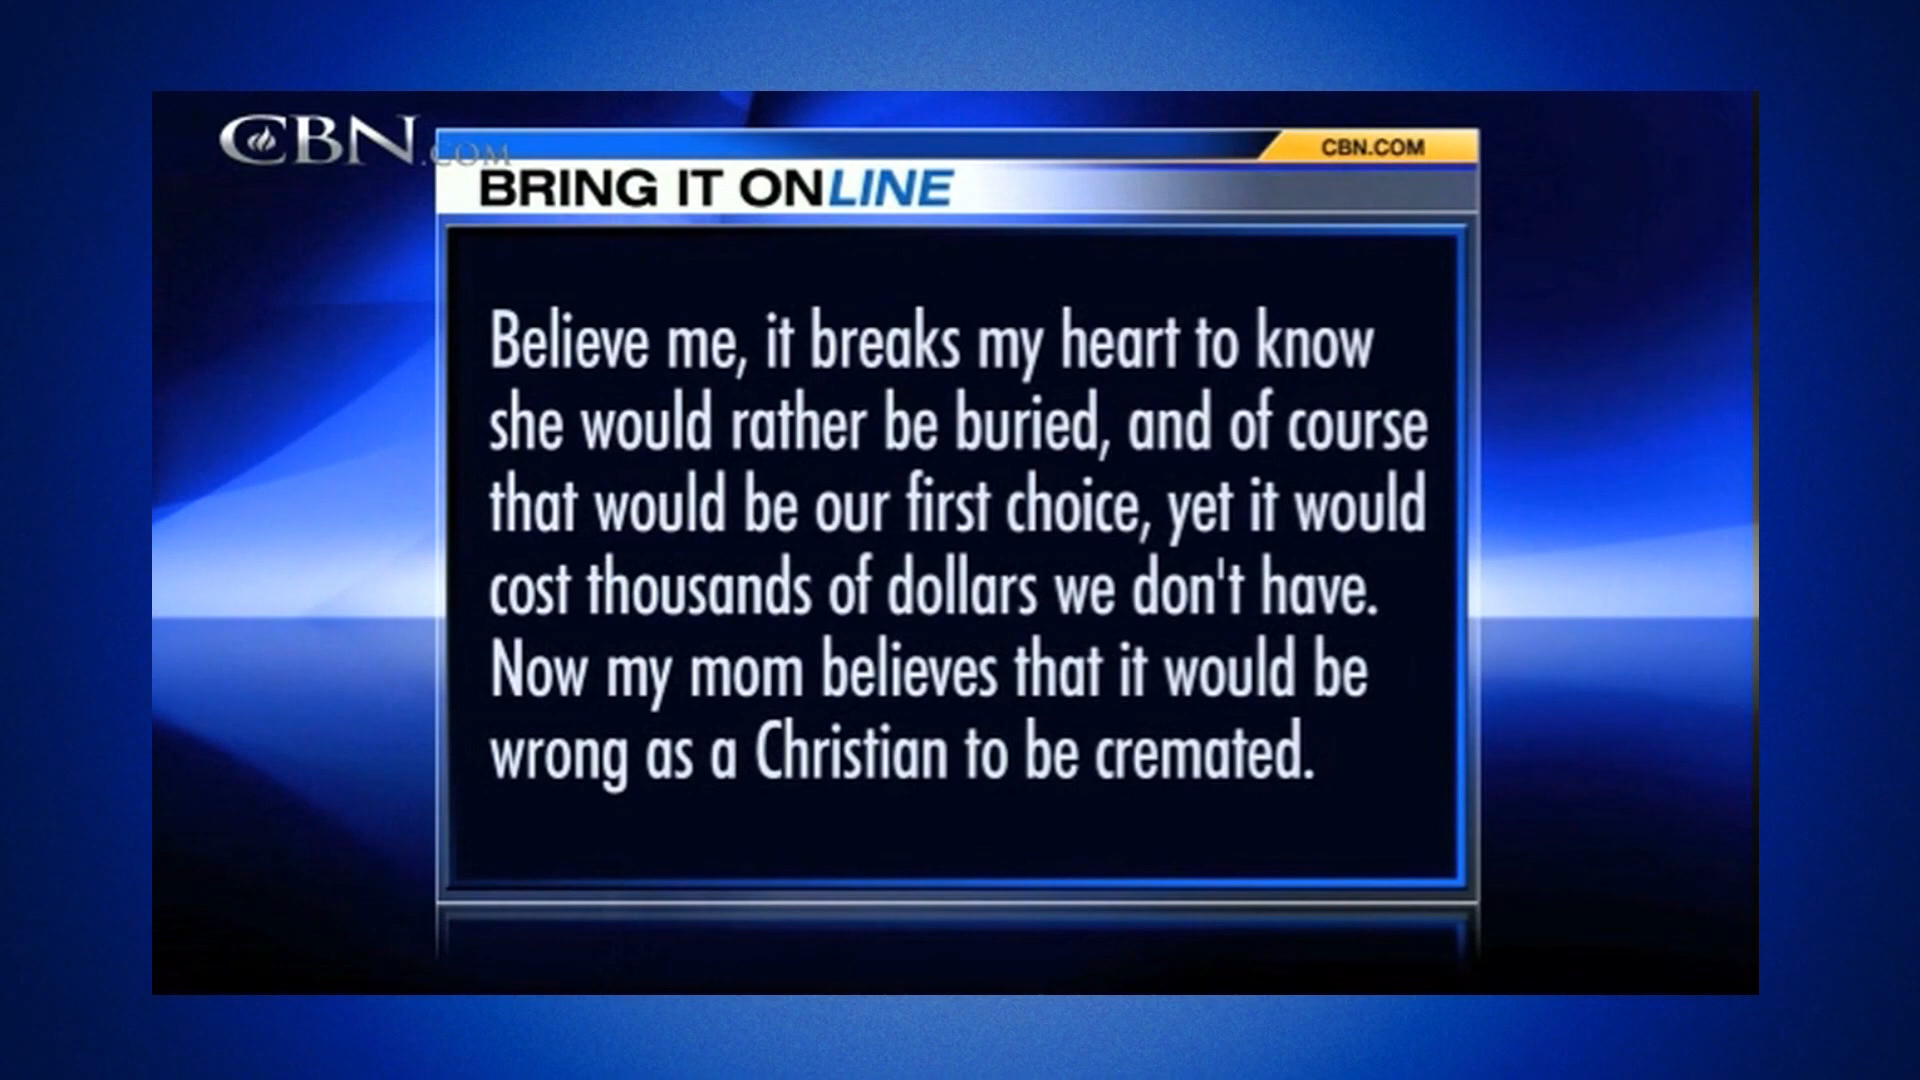 CBN.COM
CBN.COM
BRING IT ONLINE
Believe me, it breaks my heart to know
she would rather be buried, and of course
that would be our first choice, yet it would
cost thousands of dollars we don't have.
Now my mom believes that it would be
wrong as a Christian to be cremated.